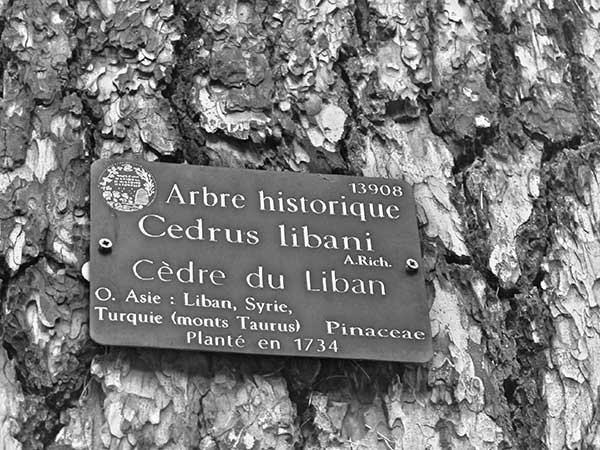 13908
Arbre historique
Cedrus libani
A.Rich.
Cèdre du Liban
O. Asie : Liban, Syrie,
Turquie (monts Taurus) Pinaceae
Planté en 1734